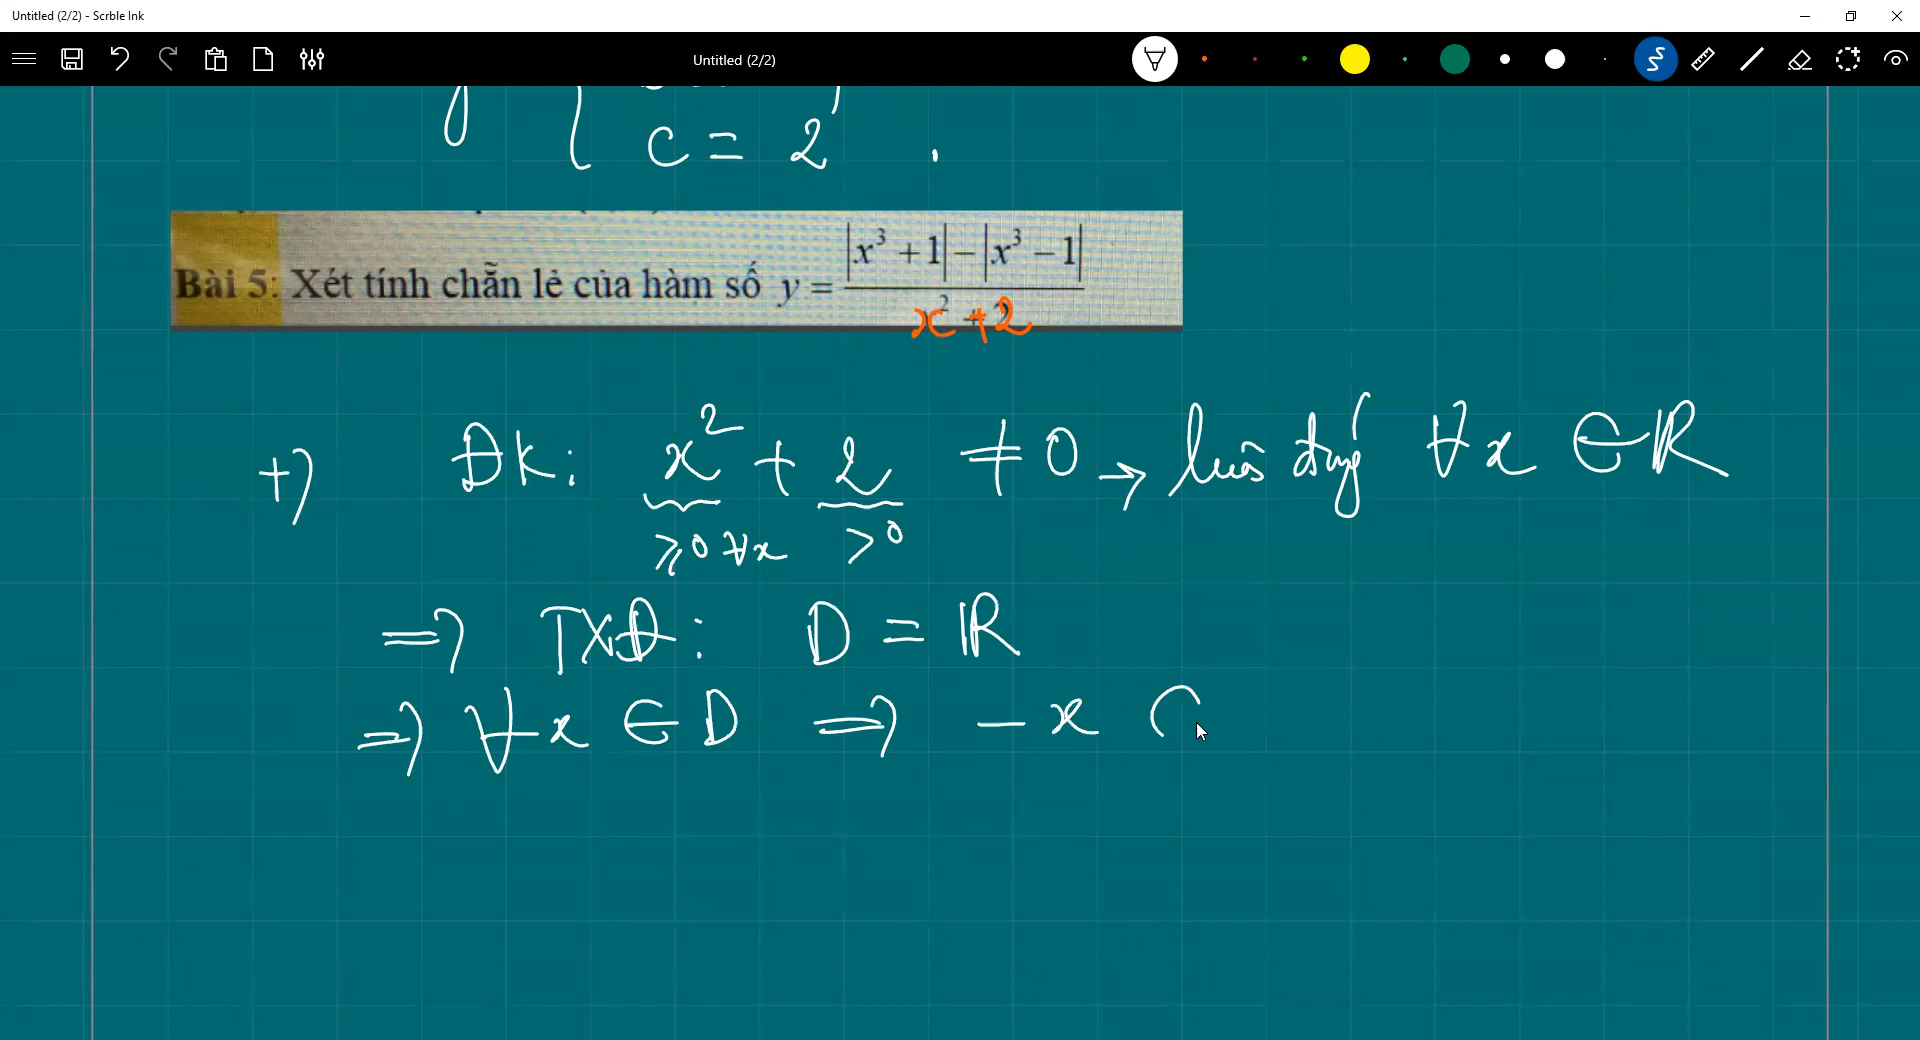 Untitled (2/2) - Scrble Ink
Untitled (2/2)
c = 2 .
Bài 5: Xét tính chẵn lẻ của hàm số y = (|x³ + 1| − |x³ − 1|) / (x² + 2)
+) ĐK: x² + 2 ≠ 0 → luôn đúng ∀x ∈ ℝ
≥0 ∀x >0
=> TXĐ: D = ℝ
=> ∀x ∈ D => − x